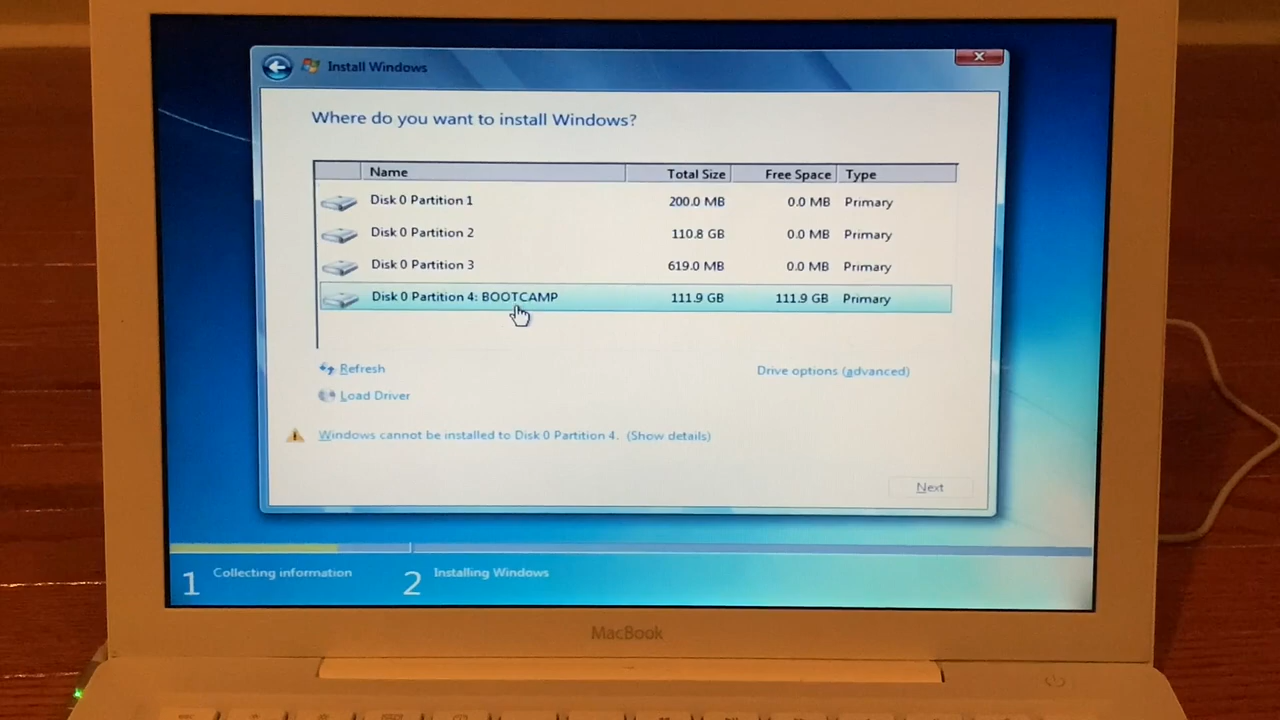 Install Windows
Where do you want to install Windows?
Name Total Size Free Space Type
Disk 0 Partition 1 200.0 MB 0.0 MB Primary
Disk 0 Partition 2 110.8 GB 0.0 MB Primary
Disk 0 Partition 3 619.0 MB 0.0 MB Primary
Disk 0 Partition 4: BOOTCAMP 111.9 GB 111.9 GB Primary
Refresh Drive options (advanced)
Load Driver
Windows cannot be installed to Disk 0 Partition 4. (Show details)
Next
1 Collecting information 2 Installing Windows
MacBook